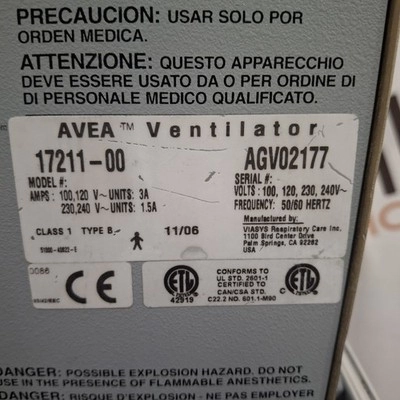 PRECAUCION: USAR SOLO POR
ORDEN MEDICA.
ATTENZIONE: QUESTO APPARECCHIO
DEVE ESSERE USATO DA O PER ORDINE DI
DI PERSONALE MEDICO QUALIFICATO.
AVEA™ Ventilator
17211-00 AGV02177
MODEL #: SERIAL #:
AMPS: 100,120 V~UNITS: 3A VOLTS: 100, 120, 230, 240V~
230,240 V~UNITS: 1.5A FREQUENCY: 50/60 HERTZ
Manufactured by:
VIASYS Respiratory Care Inc.
1100 Bird Center Drive
Palm Springs, CA 92262
USA
CLASS 1 TYPE B 11/06
0086
CE
ETL
42919
CONFORMS TO
UL STD. 2601-1
CERTIFIED TO
CAN/CSA STD.
C22.2 NO. 601.1-M90
ETL
DANGER: POSSIBLE EXPLOSION HAZARD. DO NOT
USE IN THE PRESENCE OF FLAMMABLE ANESTHETICS.
DANGER: RISQUE D'EXPLOSION - NE PAS EMPLOYER